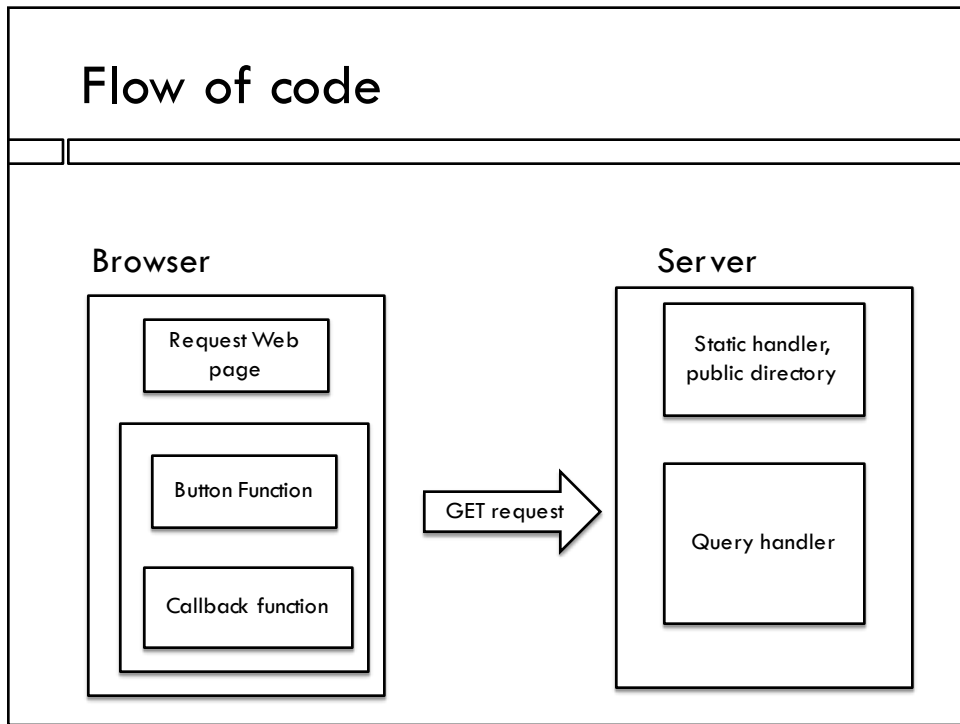 Flow of code
Browser
Server
Request Web
page
Button Function
Callback function
GET request
Static handler,
public directory
Query handler